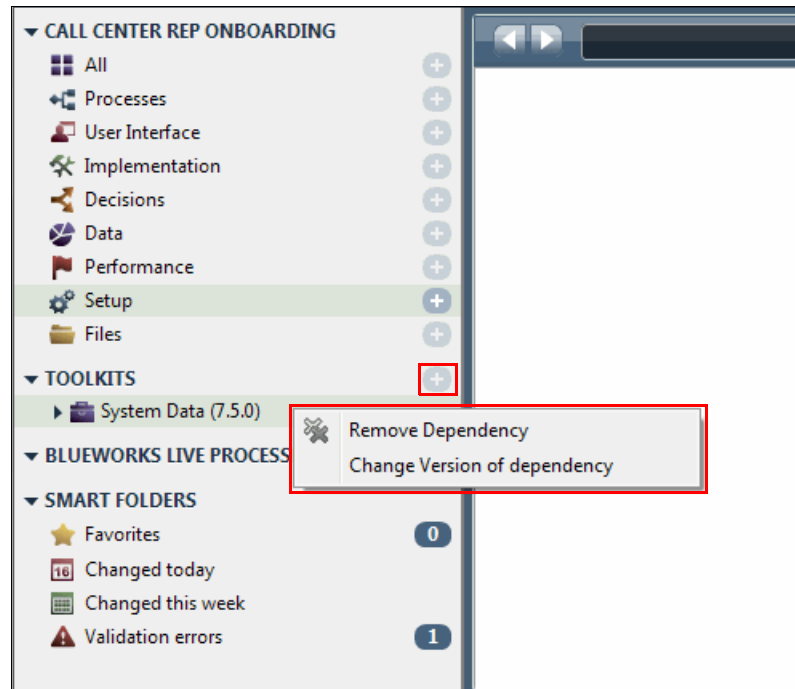 CALL CENTER REP ONBOARDING
All
Processes
User Interface
Implementation
Decisions
Data
Performance
Setup
Files
TOOLKITS
System Data (7.5.0)
Remove Dependency
Change Version of dependency
BLUEWORKS LIVE PROCESS
SMART FOLDERS
Favorites 0
16 Changed today
Changed this week
Validation errors 1